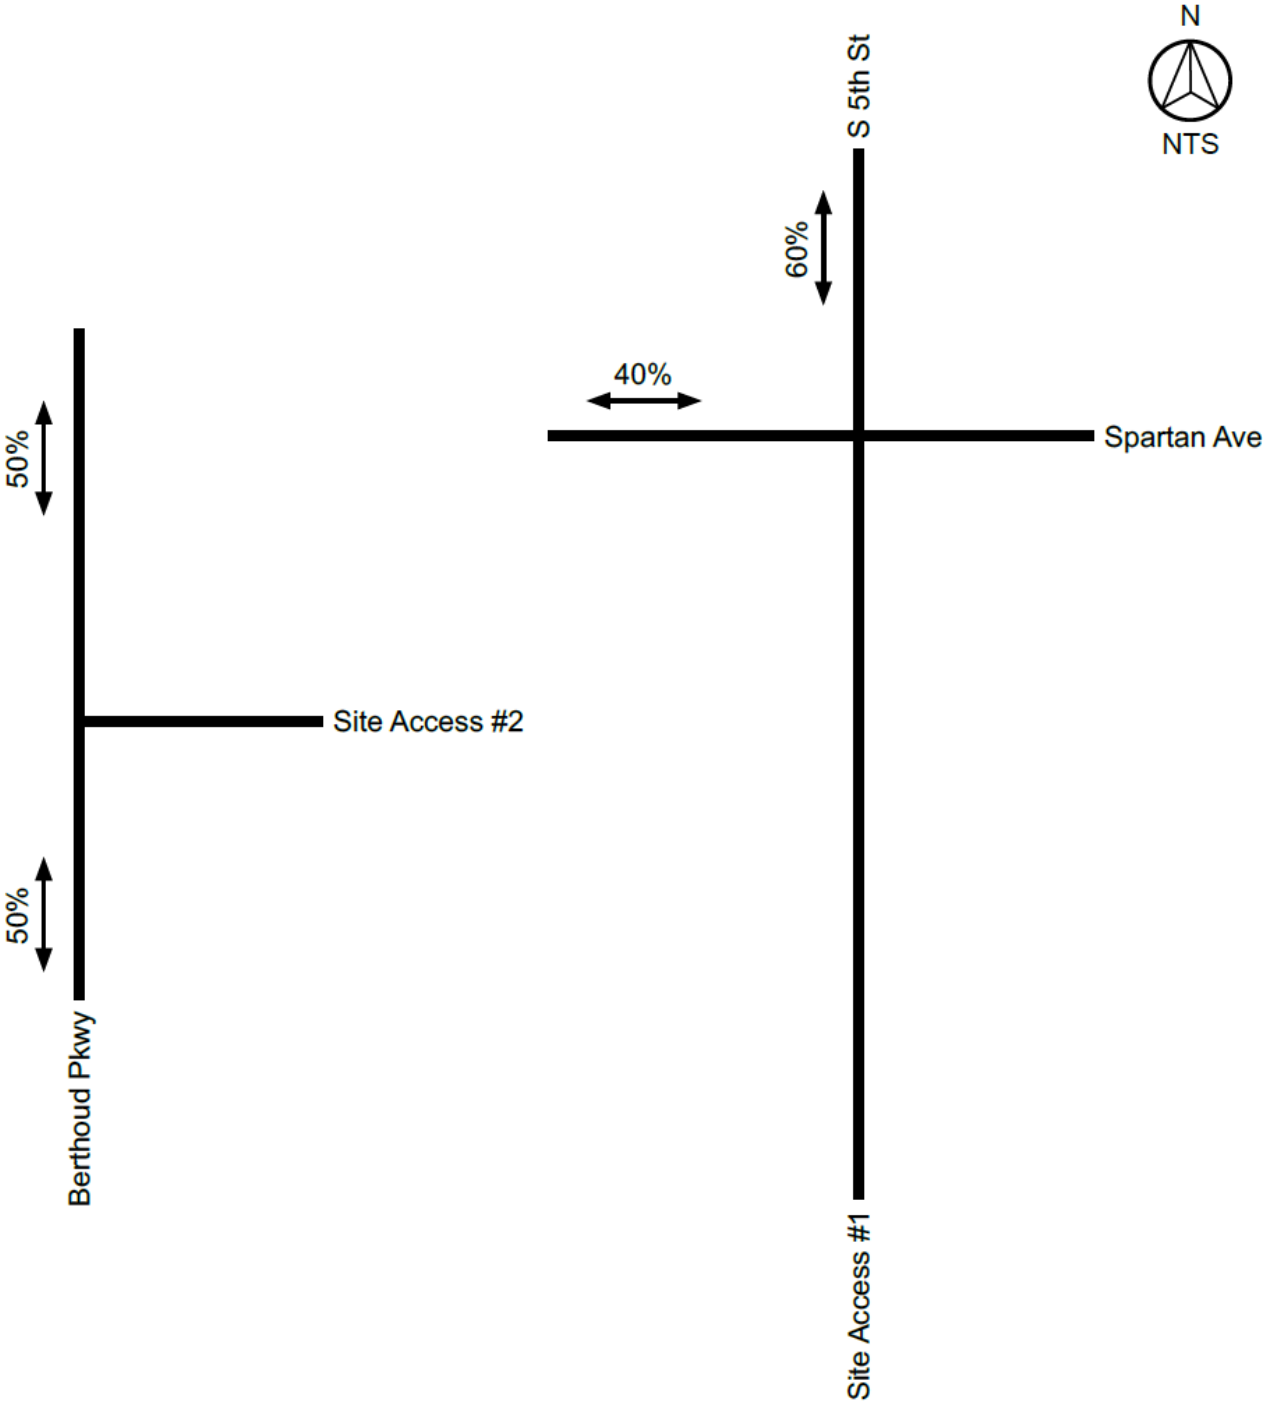 N
NTS
S 5th St
60%
40%
Spartan Ave
50%
Site Access #2
50%
Berthoud Pkwy
Site Access #1